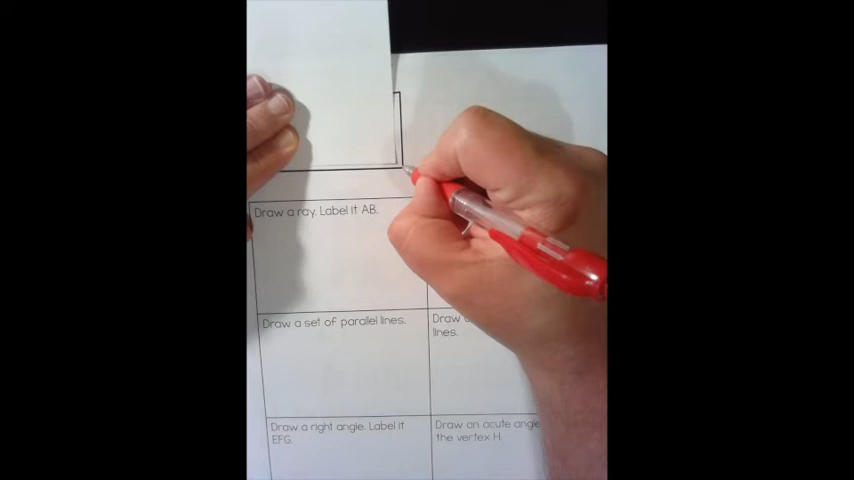 Draw a ray. Label it AB.
Draw a set of parallel lines.
Draw
lines.
Draw a right angle. Label it
EFG.
Draw an acute angle
the vertex H.